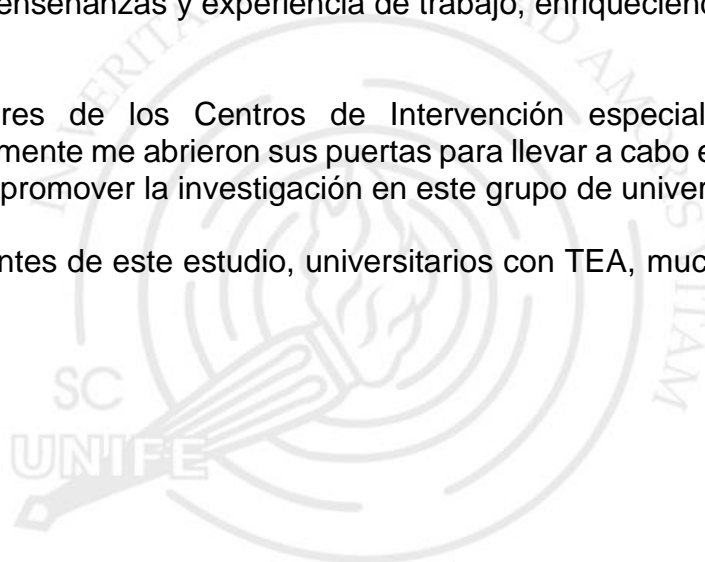 enseñanzas y experiencia de trabajo, enriqueciend
res de los Centros de Intervención especial
mente me abrieron sus puertas para llevar a cabo e
promover la investigación en este grupo de univer
ntes de este estudio, universitarios con TEA, muc
SC
UNIFE